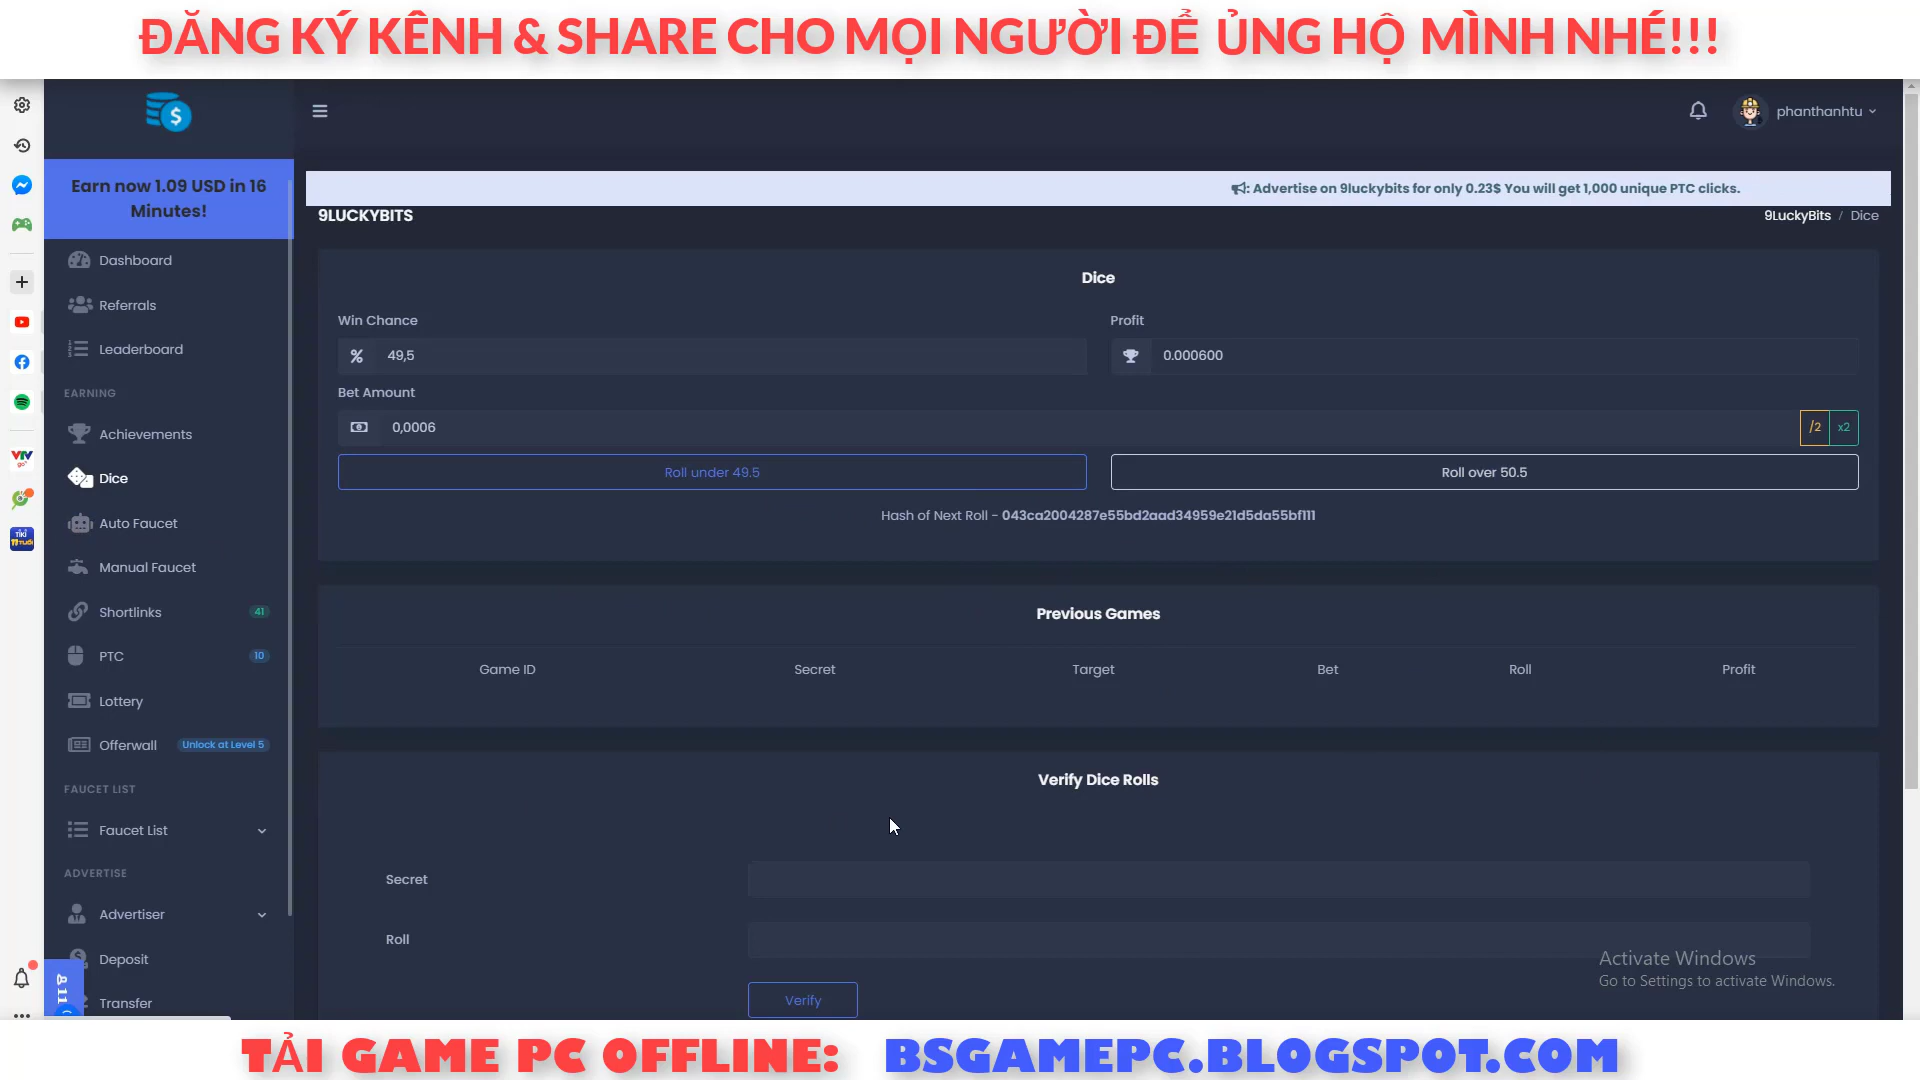 ĐĂNG KÝ KÊNH & SHARE CHO MỌI NGƯỜI ĐỂ ỦNG HỘ MÌNH NHÉ!!!
phanthanhtu
Earn now 1.09 USD in 16
Minutes!
: Advertise on 9luckybits for only 0.23$ You will get 1,000 unique PTC clicks.
9LUCKYBITS
9LuckyBits / Dice
Dashboard
Referrals
Leaderboard
EARNING
Achievements
Dice
Auto Faucet
Manual Faucet
Shortlinks 41
PTC 10
Lottery
Offerwall Unlock at Level 5
FAUCET LIST
Faucet List
ADVERTISE
Advertiser
Deposit
Transfer
Dice
Win Chance
Profit
% 49,5
0.000600
Bet Amount
0,0006
/2 x2
Roll under 49.5
Roll over 50.5
Hash of Next Roll - 043ca2004287e55bd2aad34959e21d5da55bf111
Previous Games
Game ID Secret Target Bet Roll Profit
Verify Dice Rolls
Secret
Roll
Verify
Activate Windows
Go to Settings to activate Windows.
TẢI GAME PC OFFLINE: BSGAMEPC.BLOGSPOT.COM